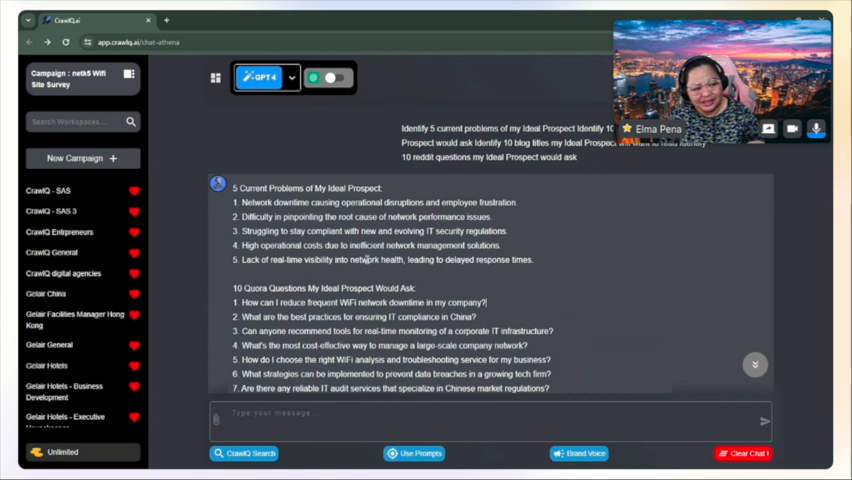 CrawlQ.ai
app.crawlq.ai/chat-athena
Campaign : netk5 Wifi
Site Survey
GPT4
Search Workspaces...
New Campaign +
CrawlQ - SAS
CrawlQ - SAS 3
CrawlQ Entrpreneurs
CrawlQ General
CrawlQ digital agencies
Gelair China
Gelair Facilities Manager Hong
Kong
Gelair General
Gelair Hotels
Gelair Hotels - Business
Development
Gelair Hotels - Executive
Unlimited
Elma Pena
Identify 5 current problems of my Ideal Prospect Identify 10
Prospect would ask Identify 10 blog titles my Ideal Prospect will want to read Identify
10 reddit questions my Ideal Prospect would ask
5 Current Problems of My Ideal Prospect:
1. Network downtime causing operational disruptions and employee frustration.
2. Difficulty in pinpointing the root cause of network performance issues.
3. Struggling to stay compliant with new and evolving IT security regulations.
4. High operational costs due to inefficient network management solutions.
5. Lack of real-time visibility into network health, leading to delayed response times.
10 Quora Questions My Ideal Prospect Would Ask:
1. How can I reduce frequent WiFi network downtime in my company?
2. What are the best practices for ensuring IT compliance in China?
3. Can anyone recommend tools for real-time monitoring of a corporate IT infrastructure?
4. What's the most cost-effective way to manage a large-scale company network?
5. How do I choose the right WiFi analysis and troubleshooting service for my business?
6. What strategies can be implemented to prevent data breaches in a growing tech firm?
7. Are there any reliable IT audit services that specialize in Chinese market regulations?
Type your message...
CrawlQ Search
Use Prompts
Brand Voice
Clear Chat !